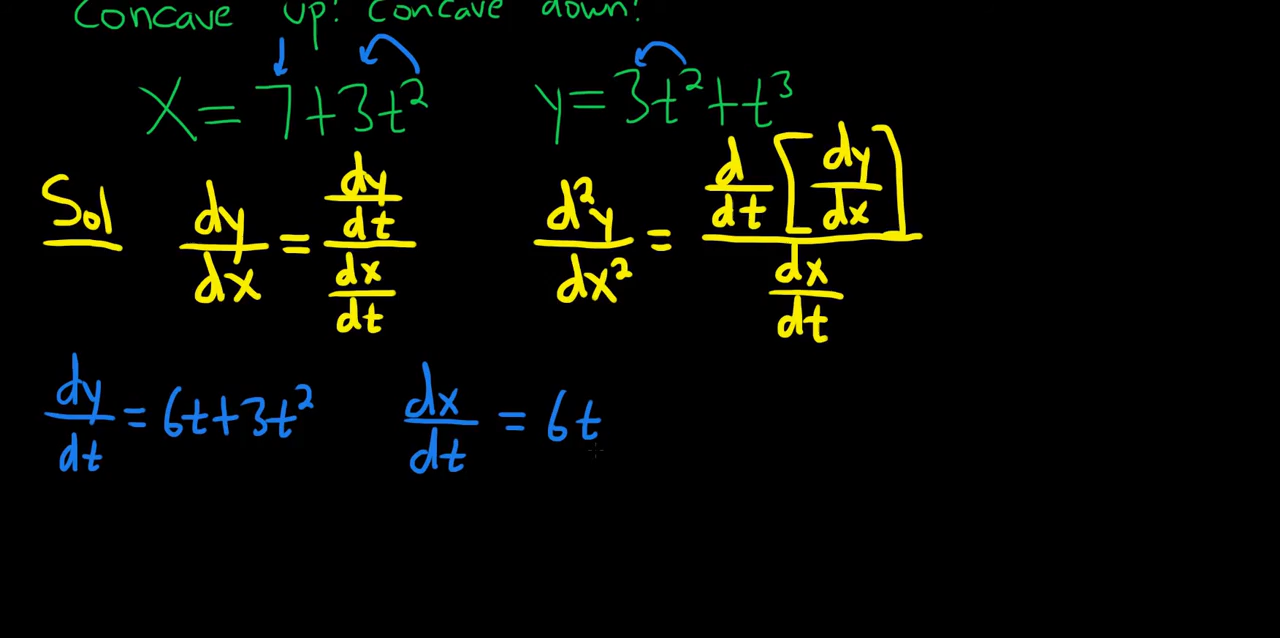 Concave up? Concave down?
X = 7 + 3t² y = 3t² + t³
Sol dy/dx = (dy/dt)/(dx/dt) d²y/dx² = (d/dt [dy/dx])/(dx/dt)
dy/dt = 6t + 3t² dx/dt = 6t